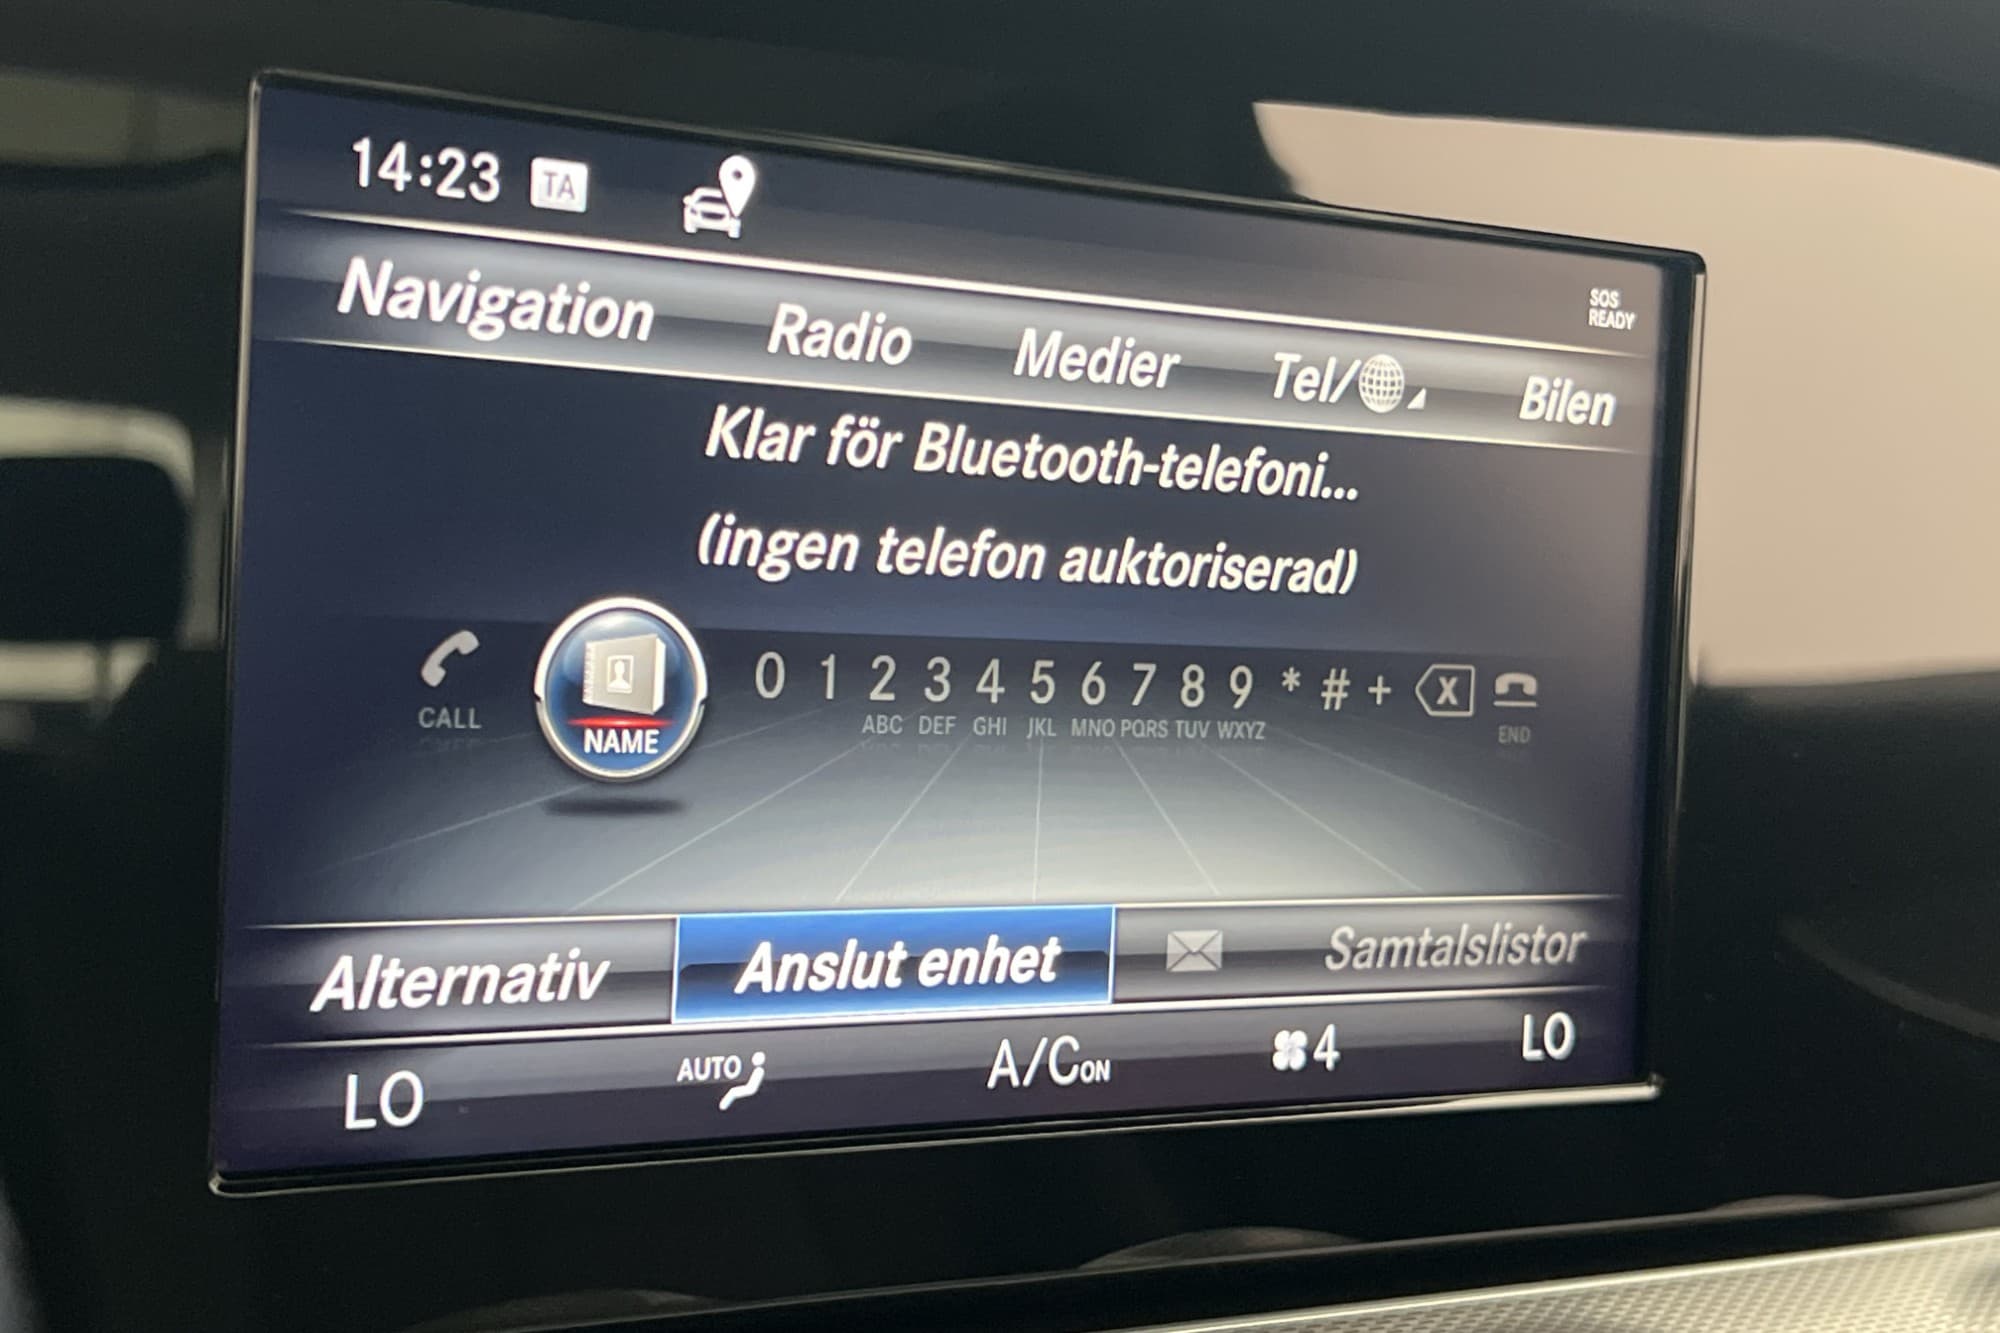 14:23 TA
SOS
READY
Navigation Radio Medier Tel/ Bilen
Klar för Bluetooth-telefoni...
(ingen telefon auktoriserad)
CALL
NAME
0 1 2 3 4 5 6 7 8 9 * # + X
ABC DEF GHI JKL MNO PQRS TUV WXYZ
END
Alternativ Anslut enhet Samtalslistor
LO AUTO A/C ON 4 LO